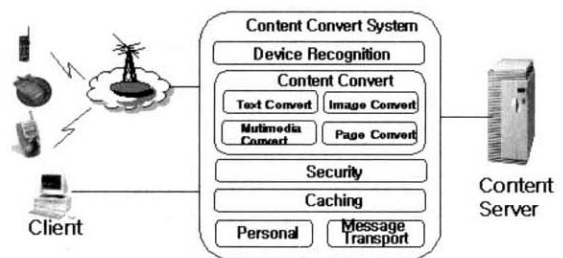 Content Convert System
Device Recognition
Content Convert
Text Convert
Image Convert
Mutimedia
Convert
Page Convert
Security
Caching
Personal
Message
Transport
Client
Content
Server